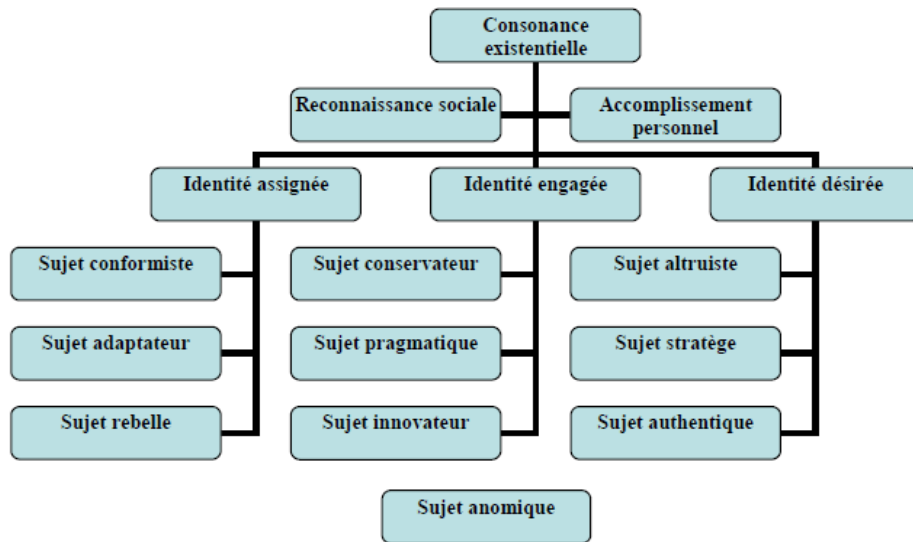 Consonance
existentielle
Reconnaissance sociale
Accomplissement
personnel
Identité assignée
Identité engagée
Identité désirée
Sujet conformiste
Sujet conservateur
Sujet altruiste
Sujet adaptateur
Sujet pragmatique
Sujet stratège
Sujet rebelle
Sujet innovateur
Sujet authentique
Sujet anomique